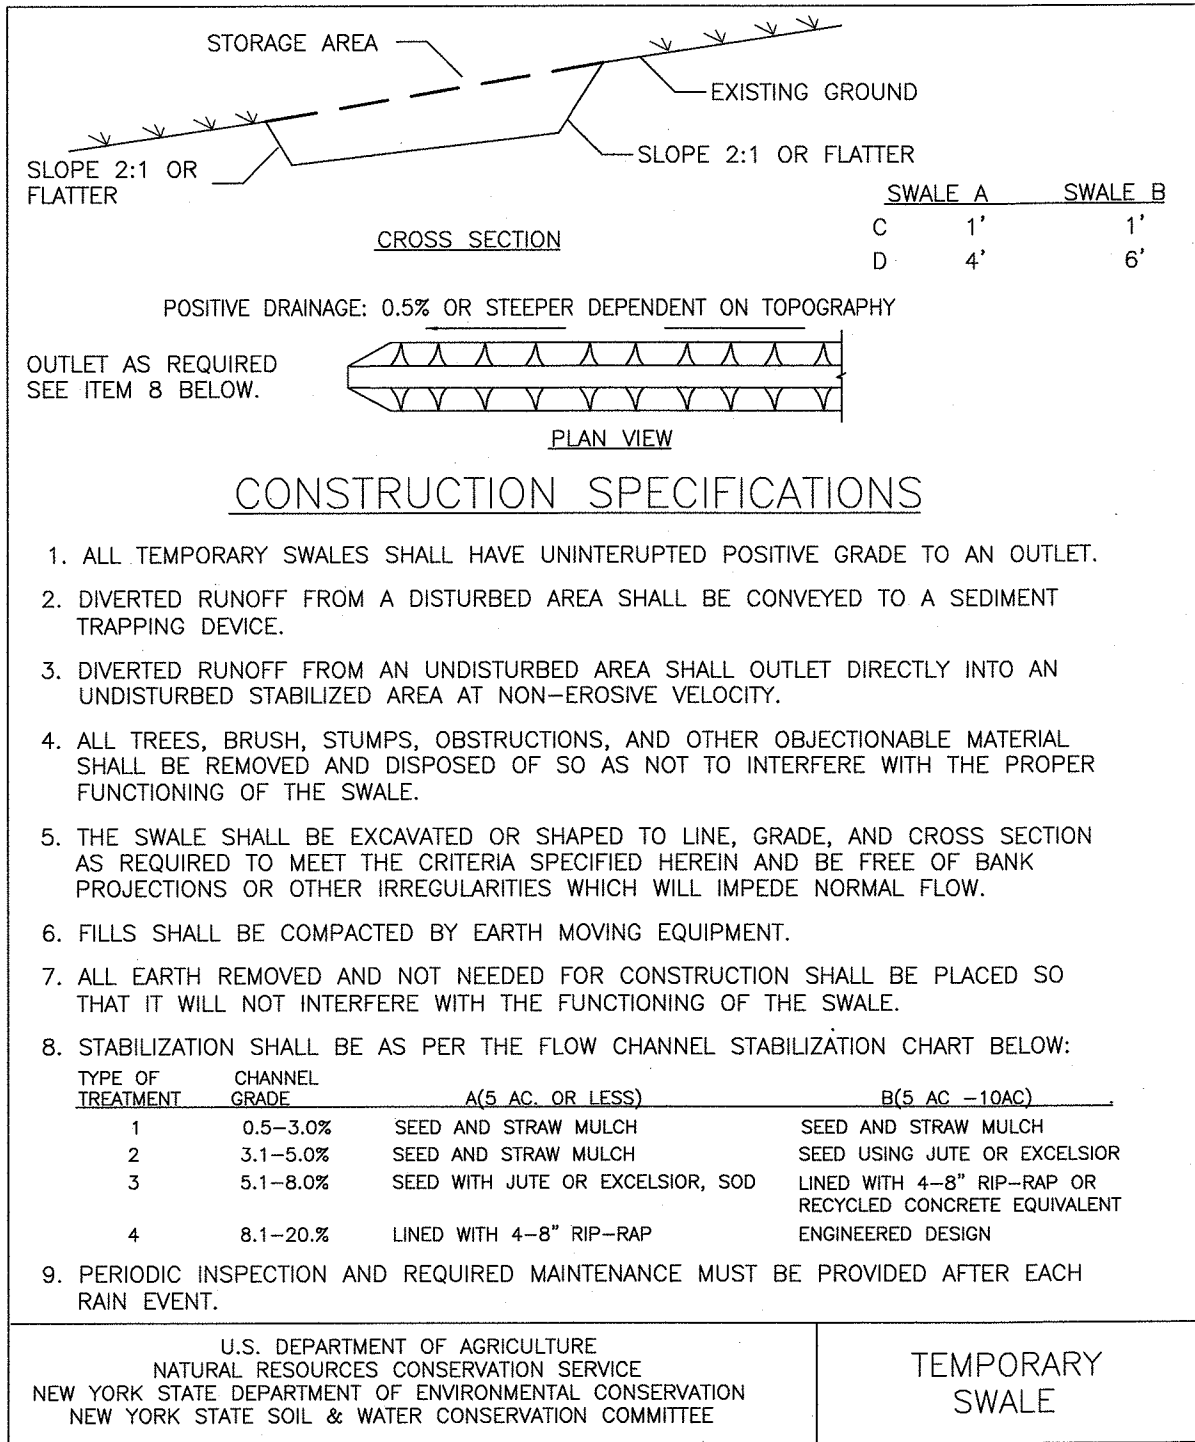 STORAGE AREA
EXISTING GROUND
SLOPE 2:1 OR
FLATTER
SLOPE 2:1 OR FLATTER
SWALE A SWALE B
C 1' 1'
D 4' 6'
CROSS SECTION
POSITIVE DRAINAGE: 0.5% OR STEEPER DEPENDENT ON TOPOGRAPHY
OUTLET AS REQUIRED
SEE ITEM 8 BELOW.
PLAN VIEW
CONSTRUCTION SPECIFICATIONS
1. ALL TEMPORARY SWALES SHALL HAVE UNINTERUPTED POSITIVE GRADE TO AN OUTLET.
2. DIVERTED RUNOFF FROM A DISTURBED AREA SHALL BE CONVEYED TO A SEDIMENT
TRAPPING DEVICE.
3. DIVERTED RUNOFF FROM AN UNDISTURBED AREA SHALL OUTLET DIRECTLY INTO AN
UNDISTURBED STABILIZED AREA AT NON-EROSIVE VELOCITY.
4. ALL TREES, BRUSH, STUMPS, OBSTRUCTIONS, AND OTHER OBJECTIONABLE MATERIAL
SHALL BE REMOVED AND DISPOSED OF SO AS NOT TO INTERFERE WITH THE PROPER
FUNCTIONING OF THE SWALE.
5. THE SWALE SHALL BE EXCAVATED OR SHAPED TO LINE, GRADE, AND CROSS SECTION
AS REQUIRED TO MEET THE CRITERIA SPECIFIED HEREIN AND BE FREE OF BANK
PROJECTIONS OR OTHER IRREGULARITIES WHICH WILL IMPEDE NORMAL FLOW.
6. FILLS SHALL BE COMPACTED BY EARTH MOVING EQUIPMENT.
7. ALL EARTH REMOVED AND NOT NEEDED FOR CONSTRUCTION SHALL BE PLACED SO
THAT IT WILL NOT INTERFERE WITH THE FUNCTIONING OF THE SWALE.
8. STABILIZATION SHALL BE AS PER THE FLOW CHANNEL STABILIZATION CHART BELOW:
TYPE OF CHANNEL
TREATMENT GRADE A(5 AC. OR LESS) B(5 AC -10AC)
1 0.5-3.0% SEED AND STRAW MULCH SEED AND STRAW MULCH
2 3.1-5.0% SEED AND STRAW MULCH SEED USING JUTE OR EXCELSIOR
3 5.1-8.0% SEED WITH JUTE OR EXCELSIOR, SOD LINED WITH 4-8" RIP-RAP OR
RECYCLED CONCRETE EQUIVALENT
4 8.1-20.% LINED WITH 4-8" RIP-RAP ENGINEERED DESIGN
9. PERIODIC INSPECTION AND REQUIRED MAINTENANCE MUST BE PROVIDED AFTER EACH
RAIN EVENT.
U.S. DEPARTMENT OF AGRICULTURE
NATURAL RESOURCES CONSERVATION SERVICE
NEW YORK STATE DEPARTMENT OF ENVIRONMENTAL CONSERVATION
NEW YORK STATE SOIL & WATER CONSERVATION COMMITTEE
TEMPORARY
SWALE